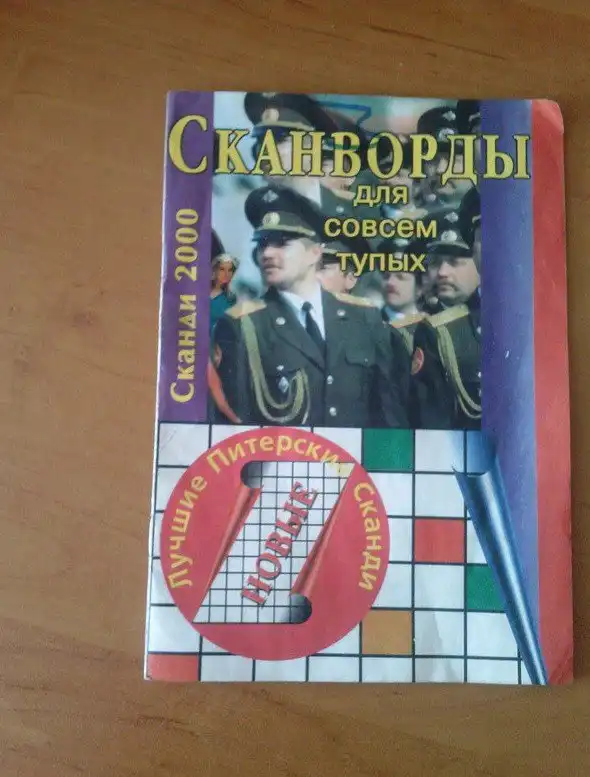 Сканворды
для
совсем
тупых
Сканди 2000
Лучшие Питерские Сканди
НОВЫЕ